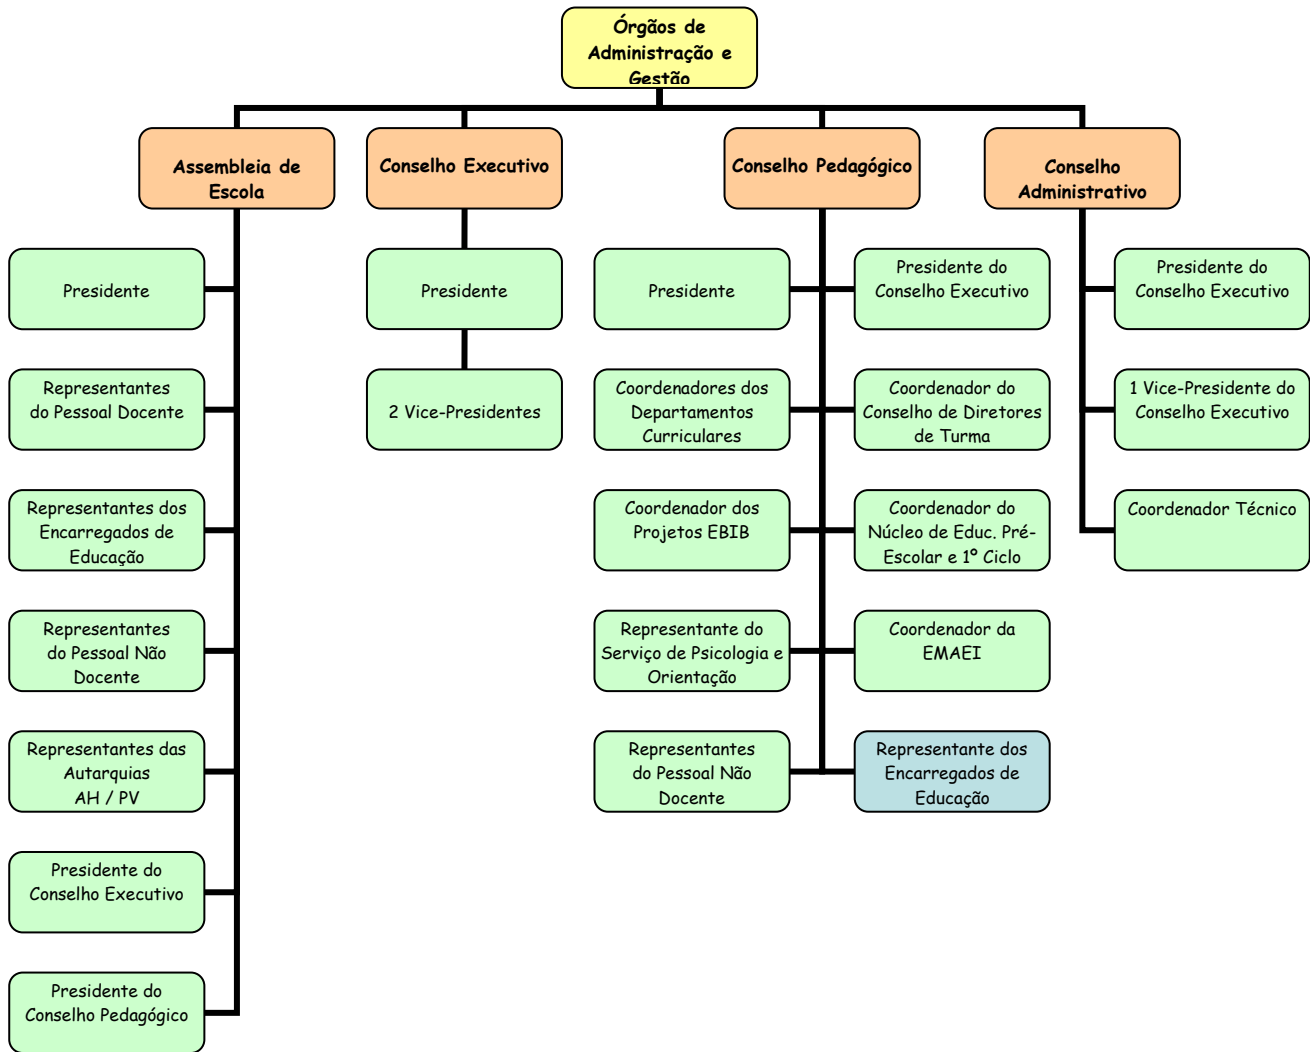 Órgãos de
Administração e
Gestão
Assembleia de
Escola
Conselho Executivo
Conselho Pedagógico
Conselho
Administrativo
Presidente
Representantes
do Pessoal Docente
Representantes dos
Encarregados de
Educação
Representantes
do Pessoal Não
Docente
Representantes das
Autarquias
AH / PV
Presidente do
Conselho Executivo
Presidente do
Conselho Pedagógico
Presidente
2 Vice-Presidentes
Presidente
Presidente do
Conselho Executivo
Coordenadores dos
Departamentos
Curriculares
Coordenador do
Conselho de Diretores
de Turma
Coordenador dos
Projetos EBIB
Coordenador do
Núcleo de Educ. Pré-
Escolar e 1º Ciclo
Representante do
Serviço de Psicologia e
Orientação
Coordenador da
EMAEI
Representantes
do Pessoal Não
Docente
Representante dos
Encarregados de
Educação
Presidente do
Conselho Executivo
1 Vice-Presidente do
Conselho Executivo
Coordenador Técnico